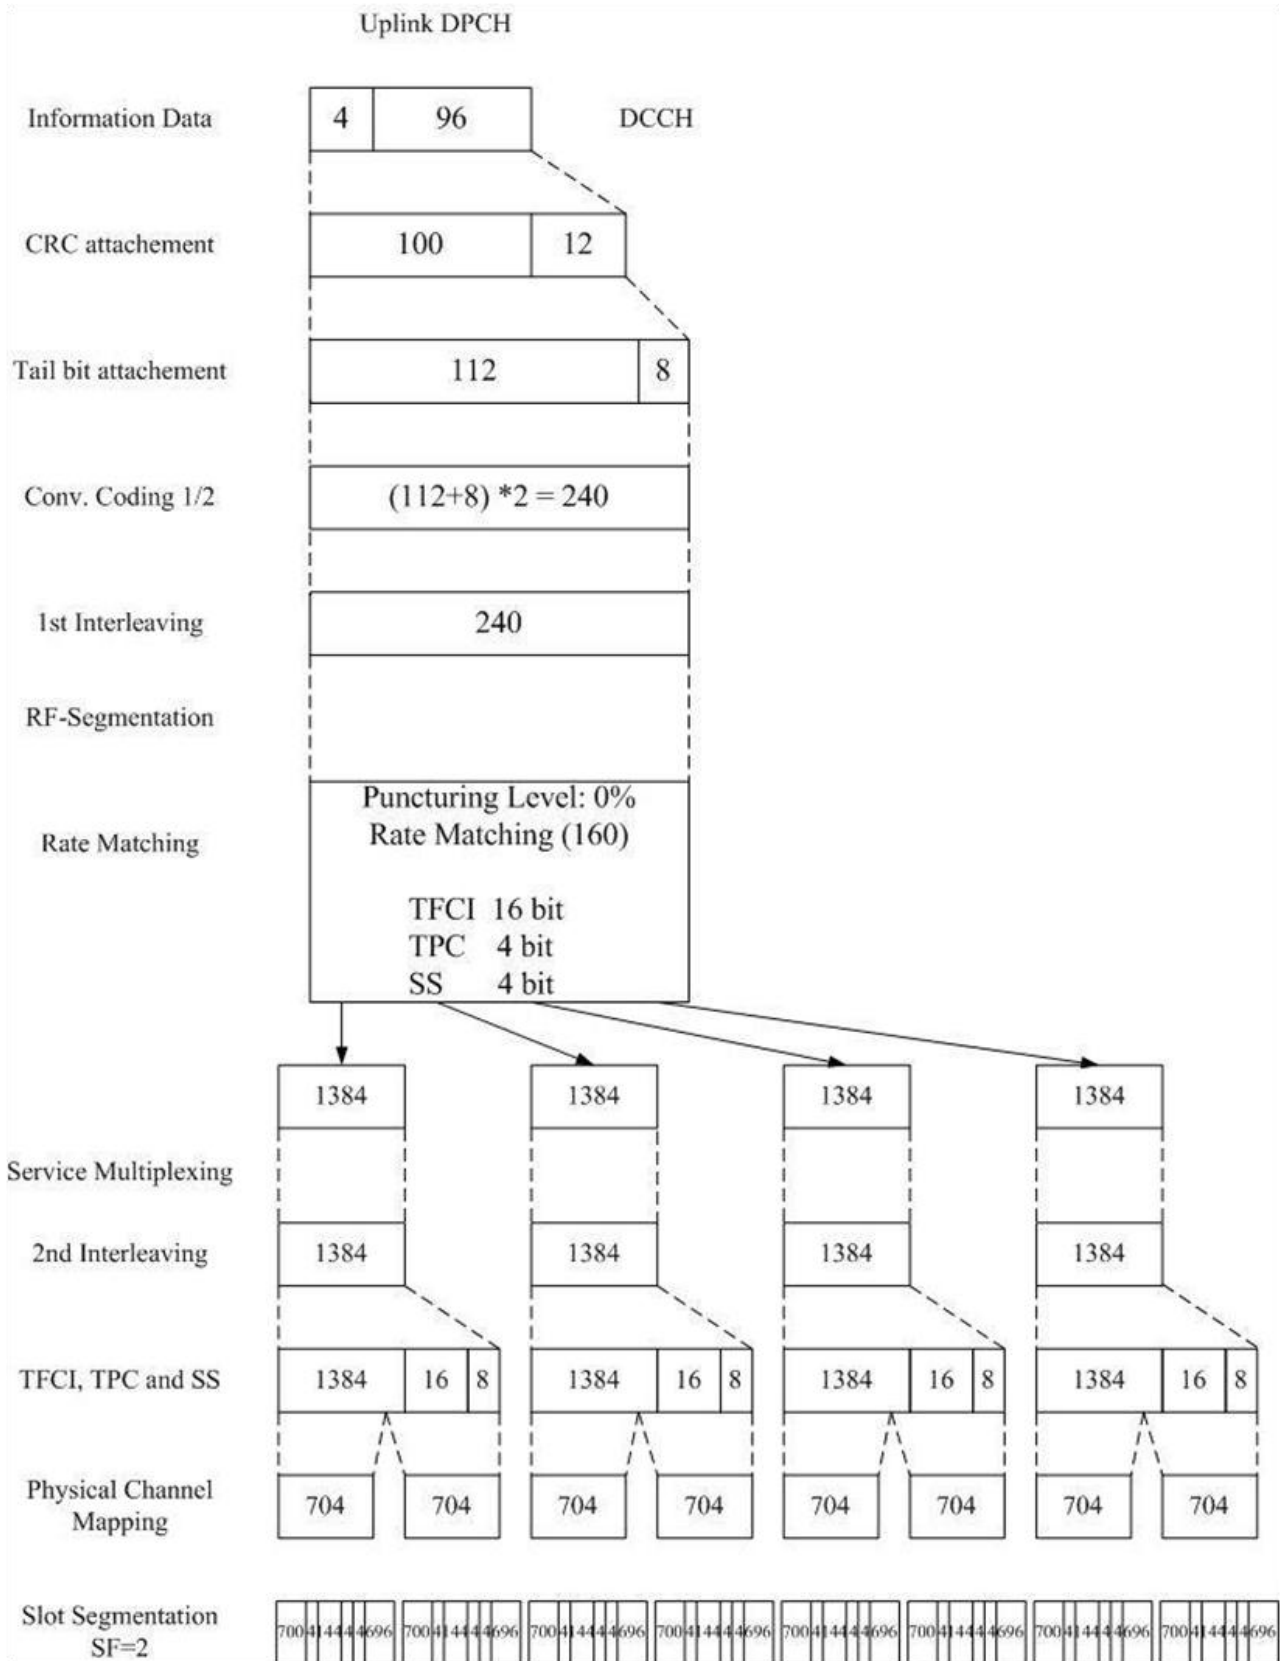 Uplink DPCH
Information Data 4 96 DCCH
CRC attachement 100 12
Tail bit attachement 112 8
Conv. Coding 1/2 (112+8) *2 = 240
1st Interleaving 240
RF-Segmentation
Puncturing Level: 0%
Rate Matching Rate Matching (160)
TFCI 16 bit
TPC 4 bit
SS 4 bit
1384 1384 1384 1384
Service Multiplexing
2nd Interleaving 1384 1384 1384 1384
TFCI, TPC and SS 1384 16 8 1384 16 8 1384 16 8 1384 16 8
Physical Channel
Mapping 704 704 704 704 704 704 704 704
Slot Segmentation
SF=2